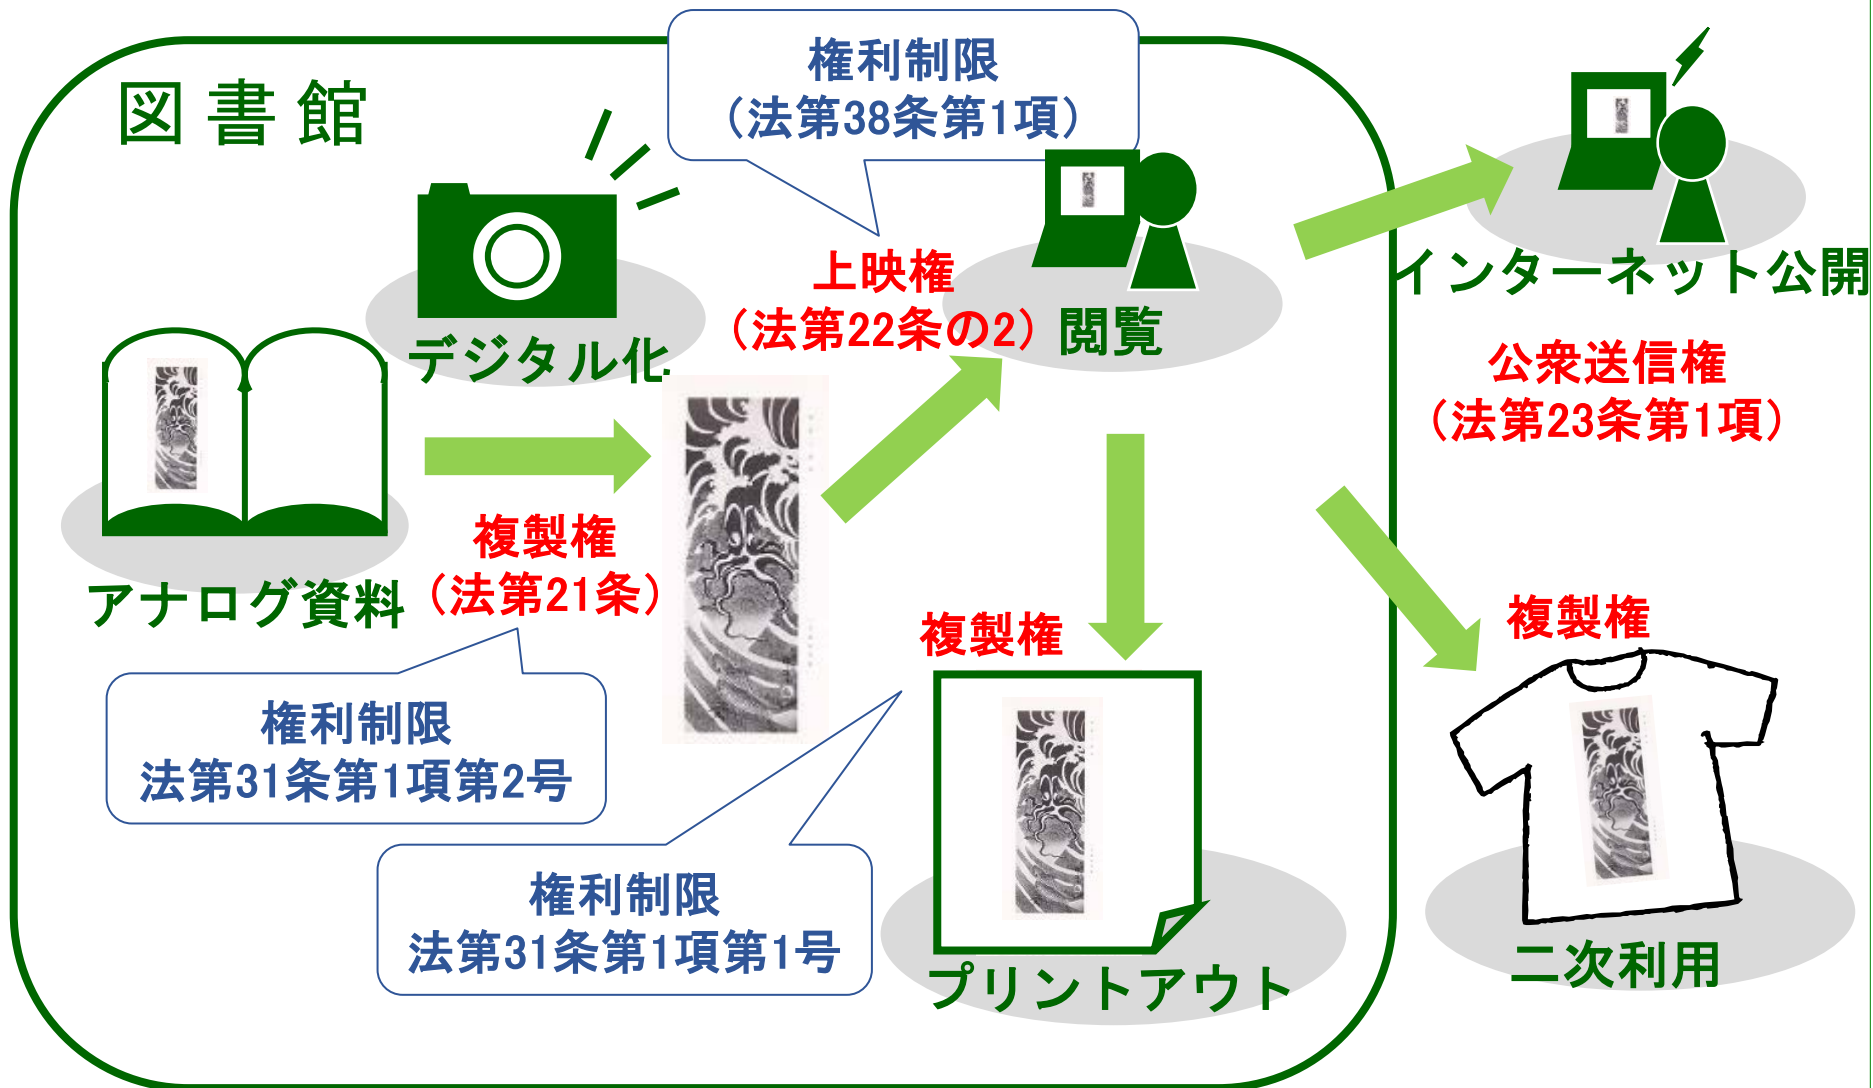 図書館
権利制限
（法第38条第1項）
デジタル化
上映権
（法第22条の2）
閲覧
インターネット公開
公衆送信権
（法第23条第1項）
アナログ資料
複製権
（法第21条）
権利制限
法第31条第1項第2号
複製権
権利制限
法第31条第1項第1号
プリントアウト
複製権
二次利用